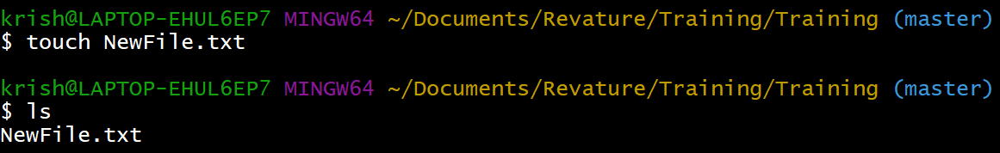 krish@LAPTOP-EHUL6EP7 MINGW64 ~/Documents/Revature/Training/Training (master)
$ touch NewFile.txt
krish@LAPTOP-EHUL6EP7 MINGW64 ~/Documents/Revature/Training/Training (master)
$ ls
NewFile.txt